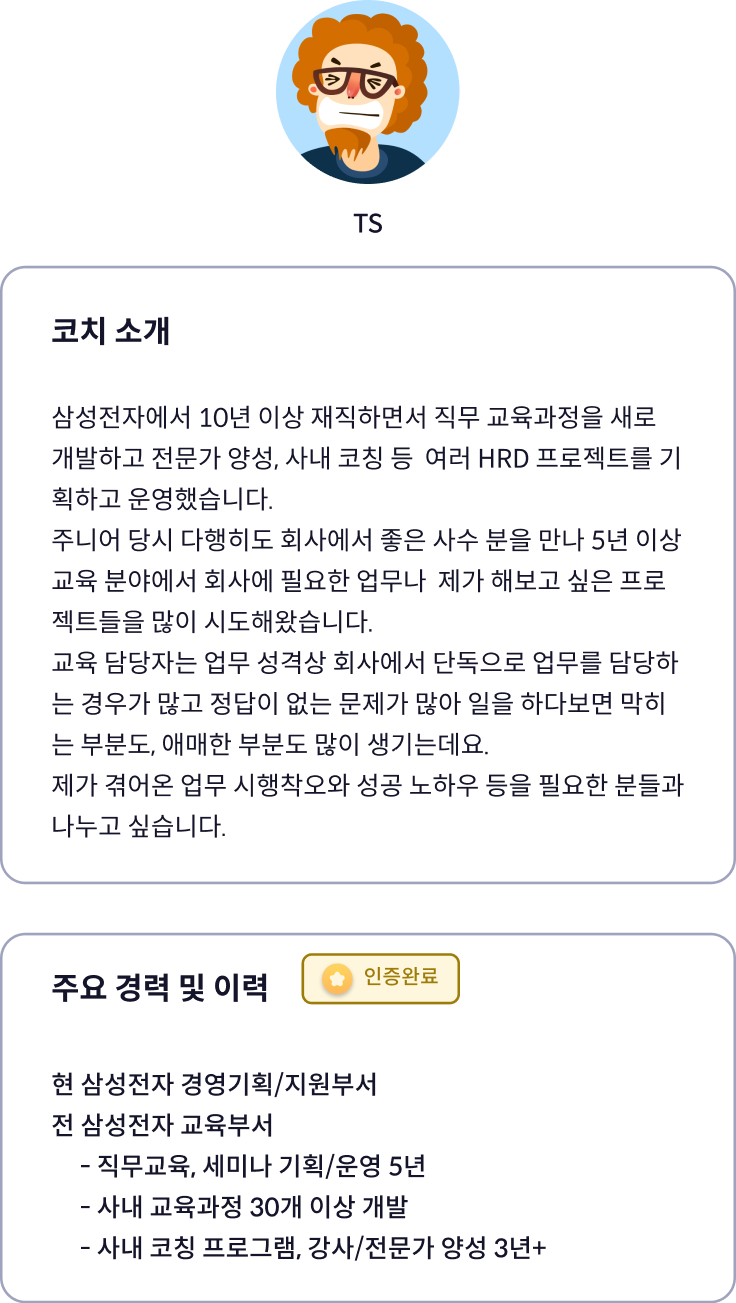 TS
코치 소개
삼성전자에서 10년 이상 재직하면서 직무 교육과정을 새로
개발하고 전문가 양성, 사내 코칭 등  여러 HRD 프로젝트를 기
획하고 운영했습니다.
주니어 당시 다행히도 회사에서 좋은 사수 분을 만나 5년 이상
교육 분야에서 회사에 필요한 업무나  제가 해보고 싶은 프로
젝트들을 많이 시도해왔습니다.
교육 담당자는 업무 성격상 회사에서 단독으로 업무를 담당하
는 경우가 많고 정답이 없는 문제가 많아 일을 하다보면 막히
는 부분도, 애매한 부분도 많이 생기는데요.
제가 겪어온 업무 시행착오와 성공 노하우 등을 필요한 분들과
나누고 싶습니다.
주요 경력 및 이력 인증완료
현 삼성전자 경영기획/지원부서
전 삼성전자 교육부서
- 직무교육, 세미나 기획/운영 5년
- 사내 교육과정 30개 이상 개발
- 사내 코칭 프로그램, 강사/전문가 양성 3년+